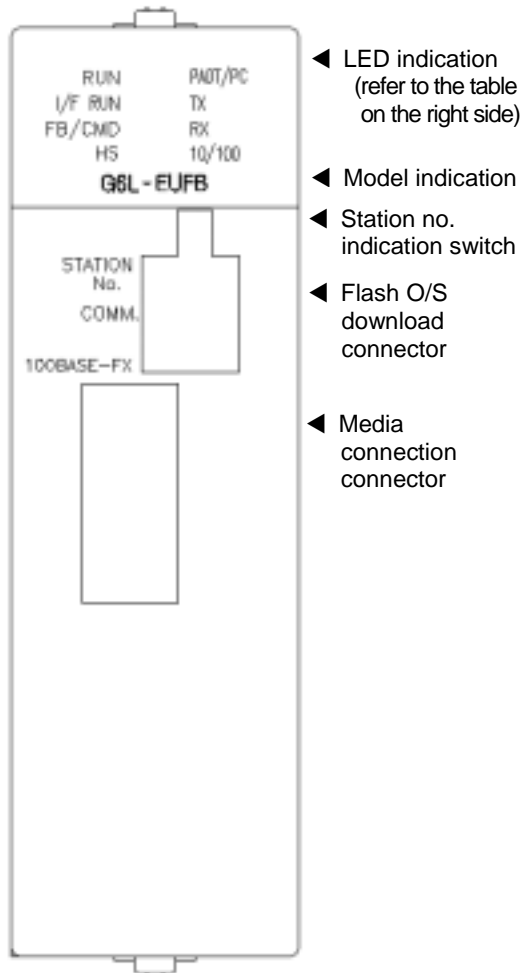 RUN PADT/PC
I/F RUN TX
FB/CMD RX
HS 10/100
G6L-EUFB
STATION
No.
COMM.
100BASE-FX
◀ LED indication
(refer to the table
on the right side)
◀ Model indication
◀ Station no.
indication switch
◀ Flash O/S
download
connector
◀ Media
connection
connector